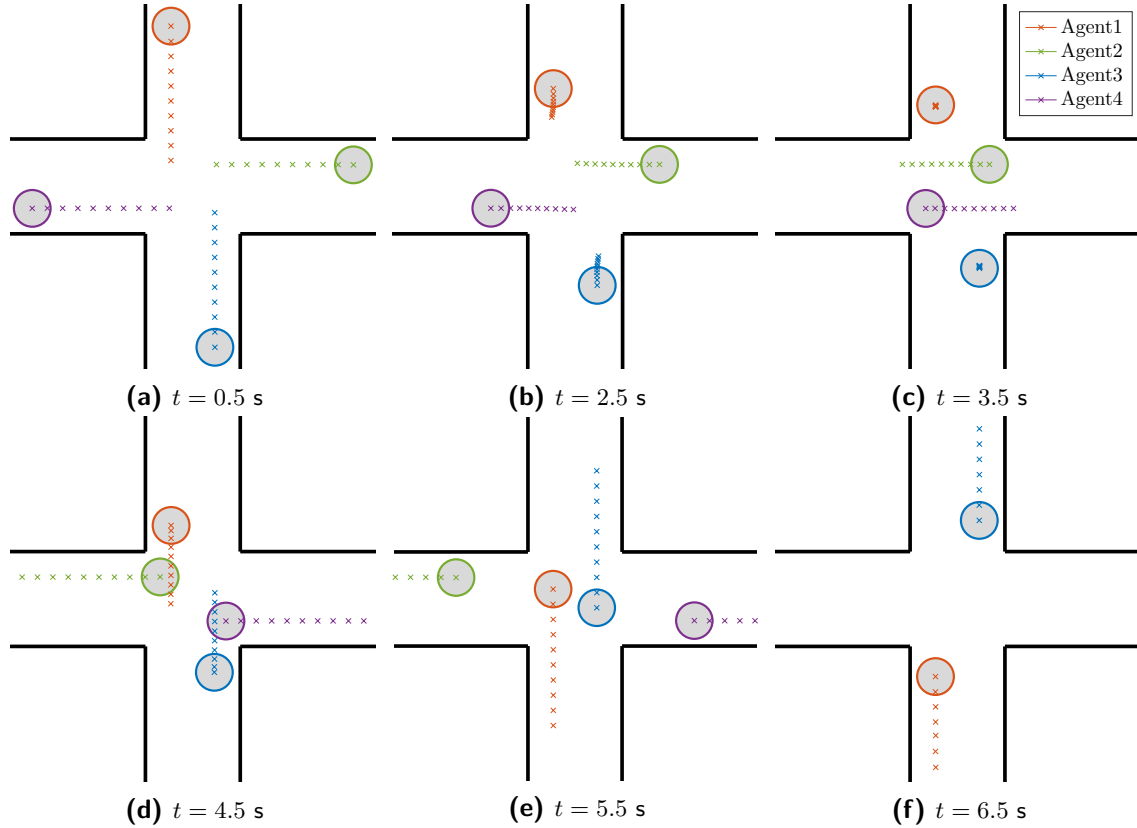 Agent1
Agent2
Agent3
Agent4
(a) t = 0.5 s
(b) t = 2.5 s
(c) t = 3.5 s
(d) t = 4.5 s
(e) t = 5.5 s
(f) t = 6.5 s